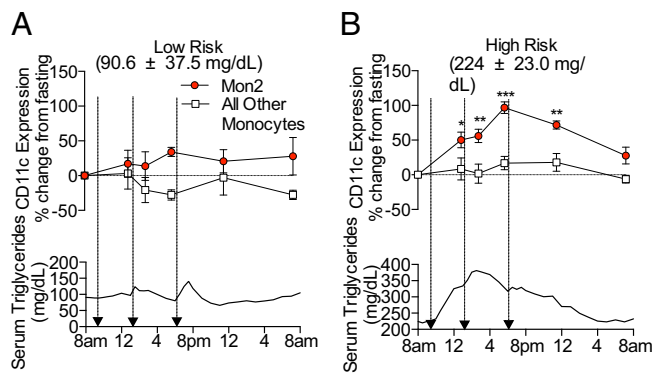 A
Low Risk
(90.6 ± 37.5 mg/dL)
CD11c Expression
% change from fasting
150
100
50
0
-50
Mon2
All Other
Monocytes
Serum Triglycerides
(mg/dL)
200
150
100
50
0
8am 12 4 8pm 12 4 8am
B
High Risk
(224 ± 23.0 mg/
dL)
CD11c Expression
% change from fasting
150
100
50
0
-50
* ** *** **
Serum Triglycerides
(mg/dL)
400
350
300
250
200
8am 12 4 8pm 12 4 8am